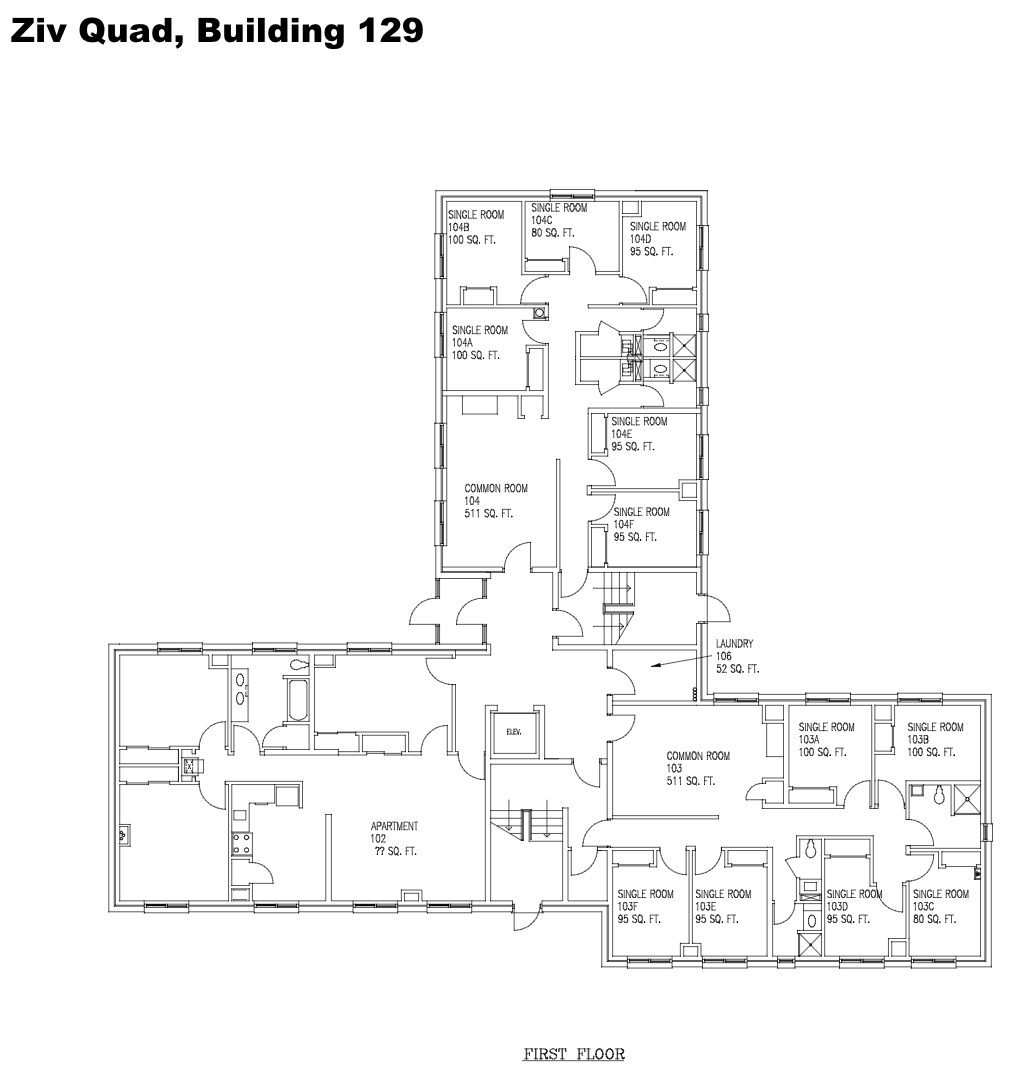 Ziv Quad, Building 129
SINGLE ROOM
104B
100 SQ. FT.
SINGLE ROOM
104C
80 SQ. FT.
SINGLE ROOM
104D
95 SQ. FT.
SINGLE ROOM
104A
100 SQ. FT.
SINGLE ROOM
104E
95 SQ. FT.
COMMON ROOM
104
511 SQ. FT.
SINGLE ROOM
104F
95 SQ. FT.
LAUNDRY
106
52 SQ. FT.
ELEV.
COMMON ROOM
103
511 SQ. FT.
SINGLE ROOM
103A
100 SQ. FT.
SINGLE ROOM
103B
100 SQ. FT.
APARTMENT
102
?? SQ. FT.
SINGLE ROOM
103F
95 SQ. FT.
SINGLE ROOM
103E
95 SQ. FT.
SINGLE ROOM
103D
95 SQ. FT.
SINGLE ROOM
103C
80 SQ. FT.
FIRST FLOOR